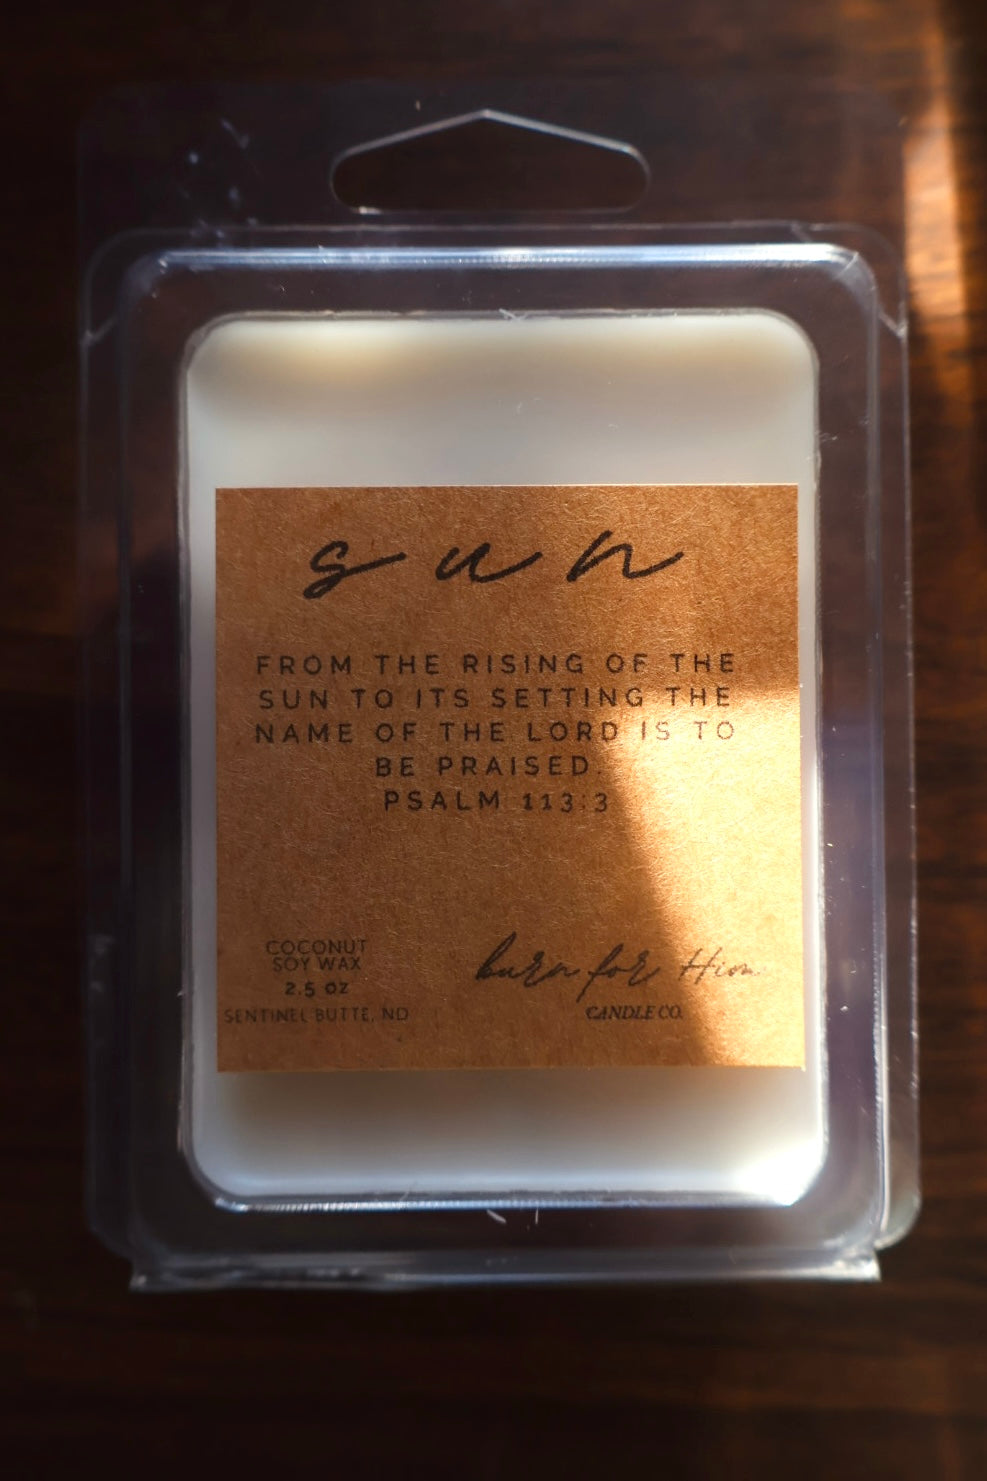 sun
FROM THE RISING OF THE
SUN TO ITS SETTING THE
NAME OF THE LORD IS TO
BE PRAISED.
PSALM 113:3
COCONUT
SOY WAX
2.5 OZ
SENTINEL BUTTE, ND
burn for Him
CANDLE CO.